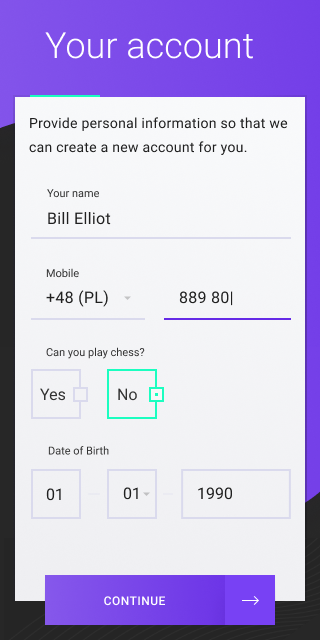 Your account
Provide personal information so that we
can create a new account for you.
Your name
Bill Elliot
Mobile
+48 (PL) 889 80
Can you play chess?
Yes No
Date of Birth
01 01 1990
CONTINUE